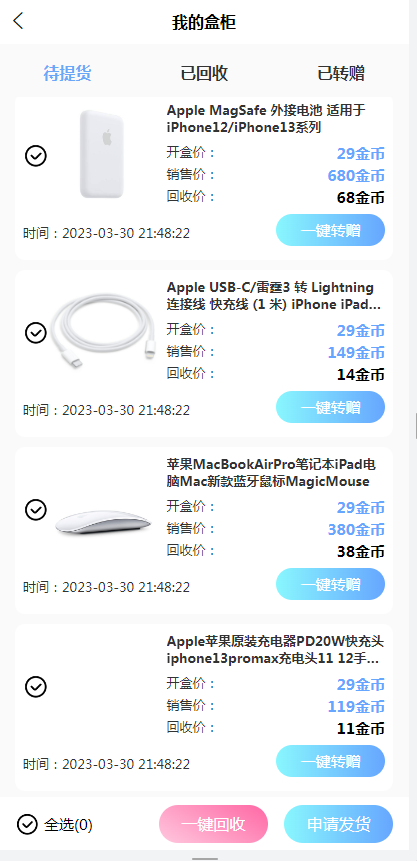 我的盒柜
待提货 已回收 已转赠
Apple MagSafe 外接电池 适用于
iPhone12/iPhone13系列
开盒价： 29金币
销售价： 680金币
回收价： 68金币
时间：2023-03-30 21:48:22 一键转赠
Apple USB-C/雷霆3 转 Lightning
连接线 快充线 (1 米) iPhone iPad...
开盒价： 29金币
销售价： 149金币
回收价： 14金币
时间：2023-03-30 21:48:22 一键转赠
苹果MacBookAirPro笔记本iPad电
脑Mac新款蓝牙鼠标MagicMouse
开盒价： 29金币
销售价： 380金币
回收价： 38金币
时间：2023-03-30 21:48:22 一键转赠
Apple苹果原装充电器PD20W快充头
iphone13promax充电头11 12手...
开盒价： 29金币
销售价： 119金币
回收价： 11金币
时间：2023-03-30 21:48:22 一键转赠
全选(0) 一键回收 申请发货